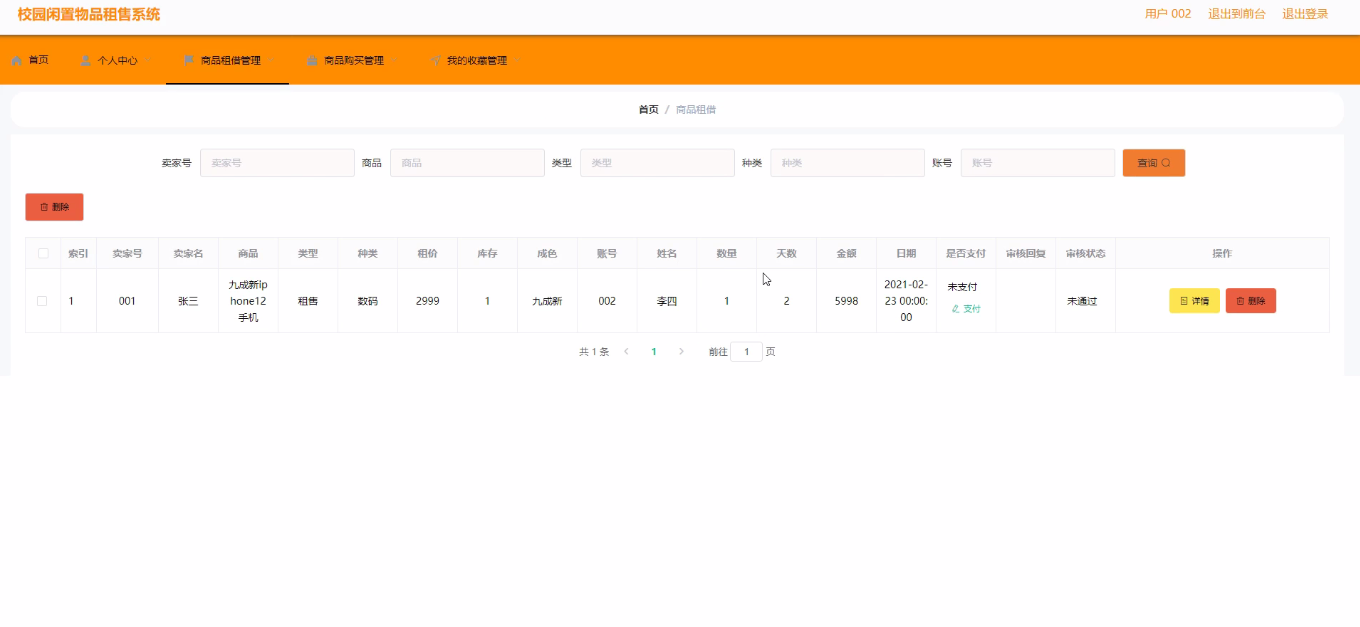 校园闲置物品租售系统
用户 002 退出到前台 退出登录
首页 个人中心 商品租借管理 商品购买管理 我的收藏管理
首页 / 商品租借
卖家号 卖家号 商品 商品 类型 类型 种类 种类 账号 账号 查询
删除
索引 卖家号 卖家名 商品 类型 种类 租价 库存 成色 账号 姓名 数量 天数 金额 日期 是否支付 审核回复 审核状态 操作
1 001 张三 九成新ip
hone12
手机
租售 数码 2999 1 九成新 002 李四 1 2 5998 2021-02-
23 00:00:
00
未支付
支付
未通过 详情 删除
共 1 条 1 前往 1 页